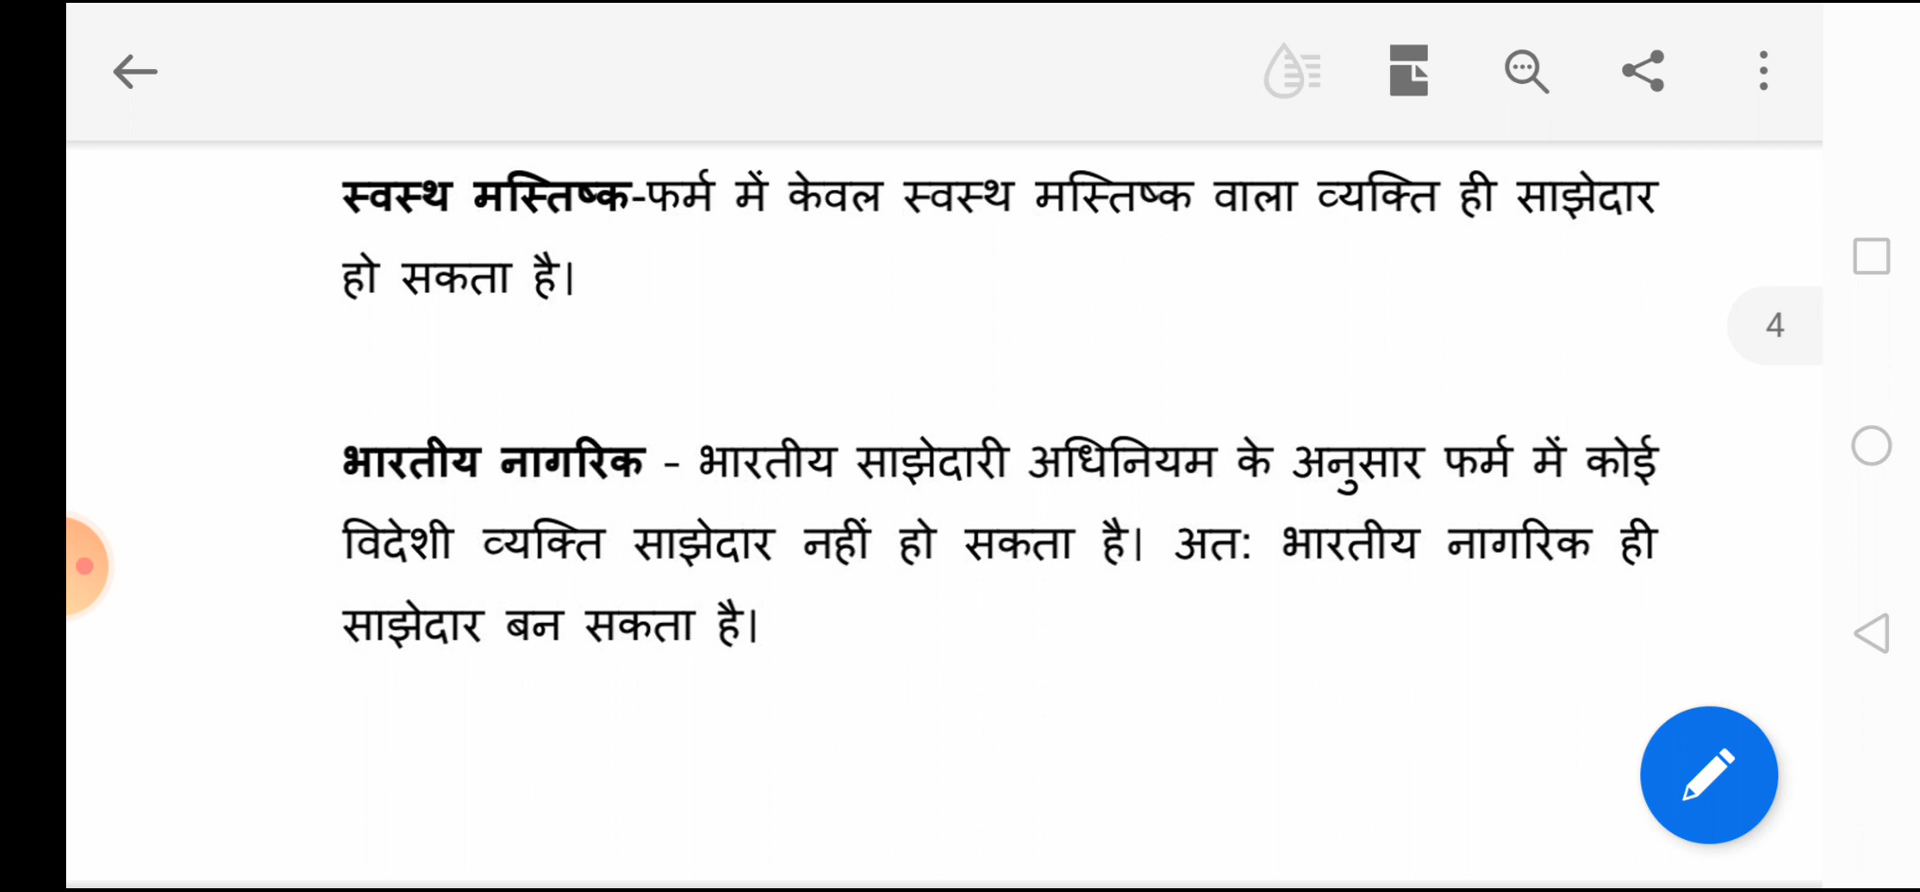 स्वस्थ मस्तिष्क-फर्म में केवल स्वस्थ मस्तिष्क वाला व्यक्ति ही साझेदार
हो सकता है।
4
भारतीय नागरिक - भारतीय साझेदारी अधिनियम के अनुसार फर्म में कोई
विदेशी व्यक्ति साझेदार नहीं हो सकता है। अत: भारतीय नागरिक ही
साझेदार बन सकता है।